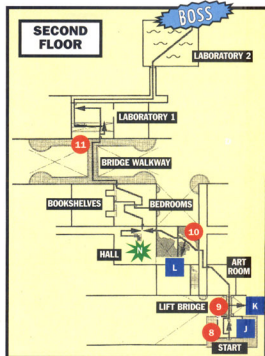 BOSS
SECOND
FLOOR
LABORATORY 2
LABORATORY 1
11
BRIDGE WALKWAY
BOOKSHELVES
BEDROOMS
10
HALL
N
L
ART
ROOM
LIFT BRIDGE
9
K
8
J
START